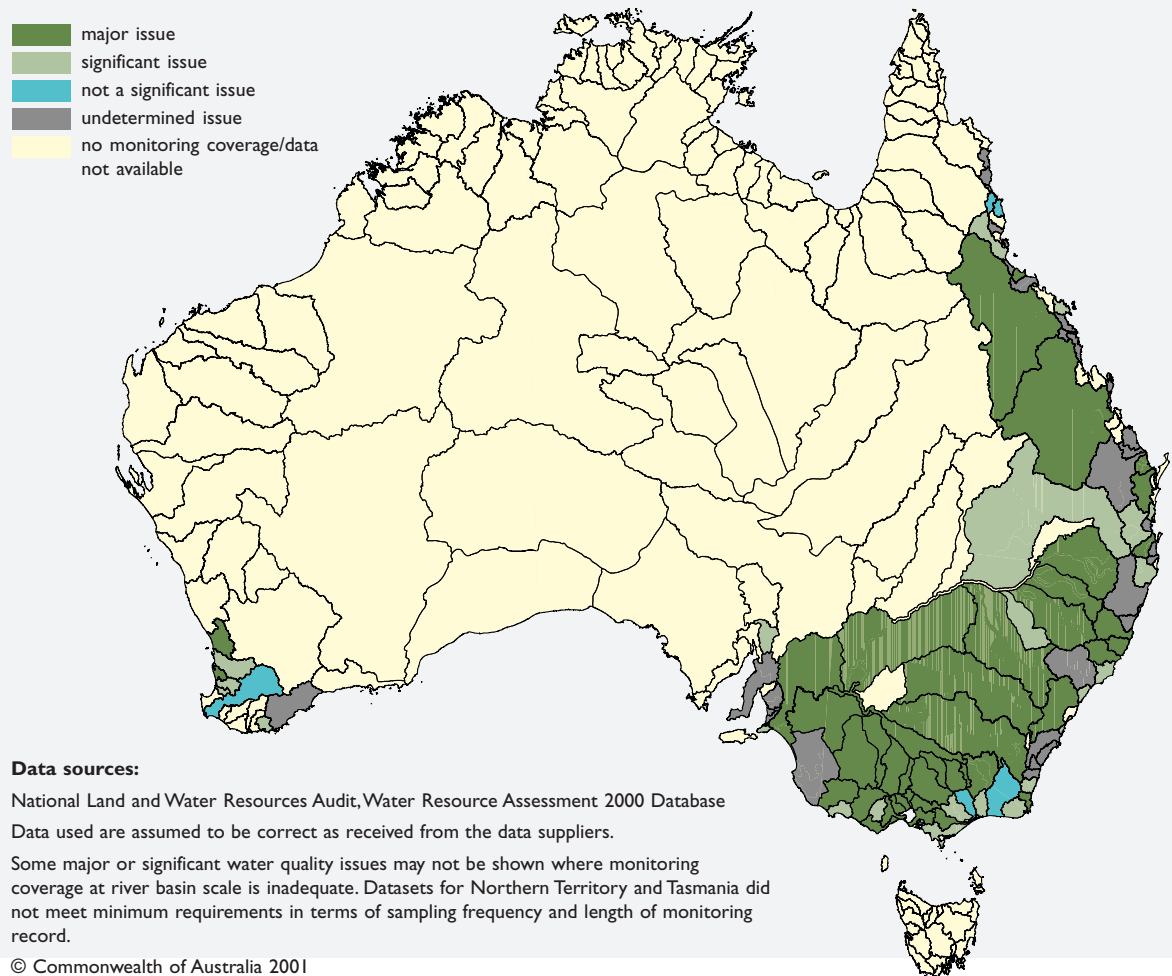 major issue
significant issue
not a significant issue
undetermined issue
no monitoring coverage/data
not available
Data sources:
National Land and Water Resources Audit, Water Resource Assessment 2000 Database
Data used are assumed to be correct as received from the data suppliers.
Some major or significant water quality issues may not be shown where monitoring
coverage at river basin scale is inadequate. Datasets for Northern Territory and Tasmania did
not meet minimum requirements in terms of sampling frequency and length of monitoring
record.
© Commonwealth of Australia 2001